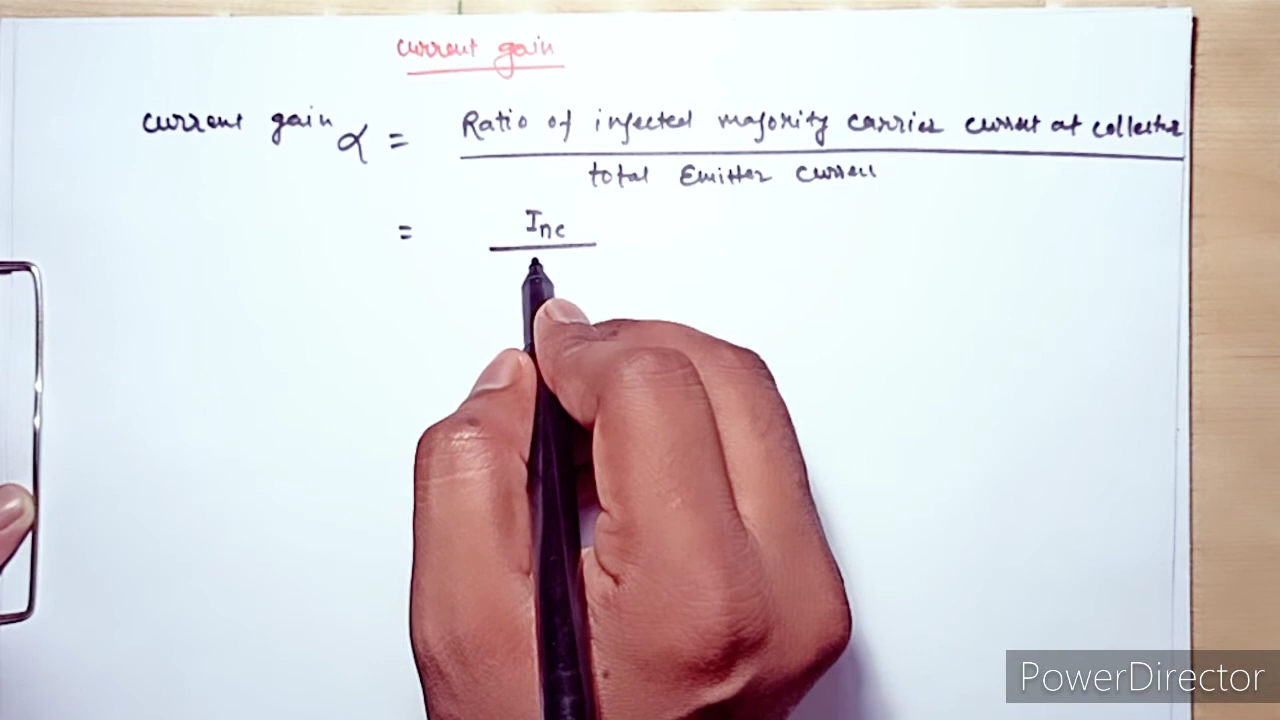 current gain
current gain α = Ratio of injected majority carrier current at collector
total Emitter current
= Inc
PowerDirector